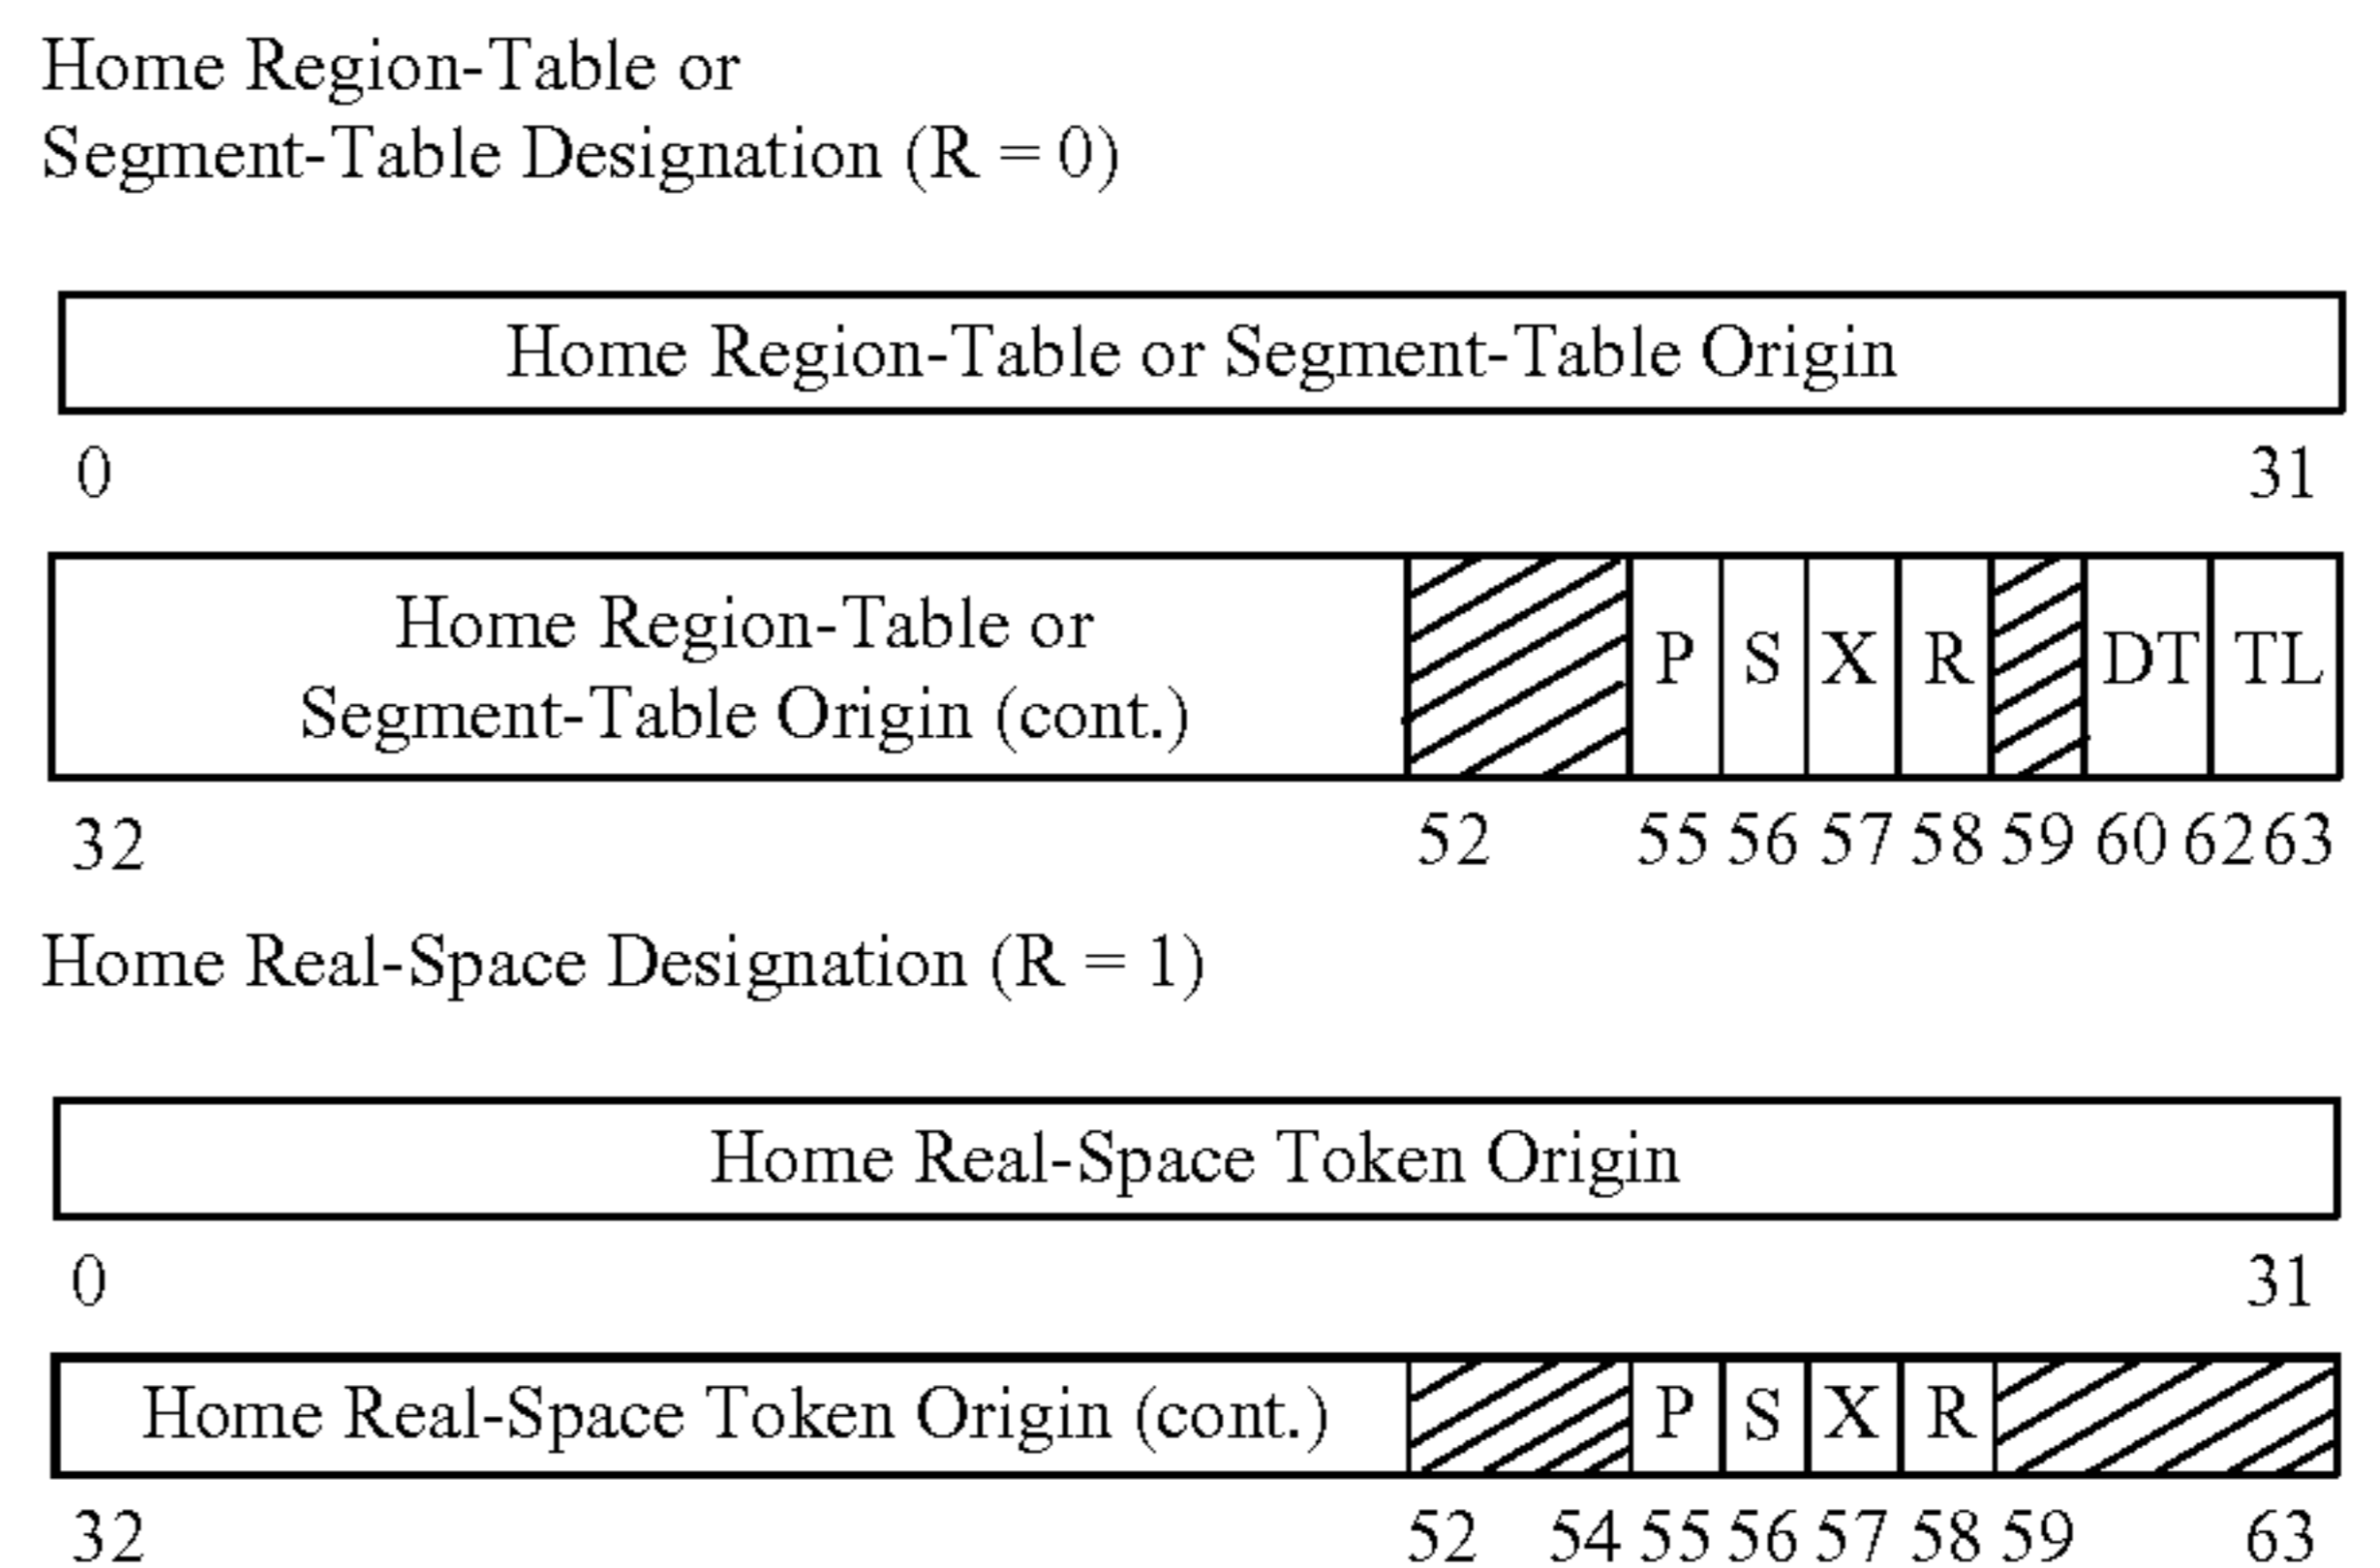 Home Region-Table or
Segment-Table Designation (R = 0)
Home Region-Table or Segment-Table Origin
0 31
Home Region-Table or
Segment-Table Origin (cont.)
P S X R DT TL
32 52 55 56 57 58 59 60 62 63
Home Real-Space Designation (R = 1)
Home Real-Space Token Origin
0 31
Home Real-Space Token Origin (cont.) P S X R
32 52 54 55 56 57 58 59 63